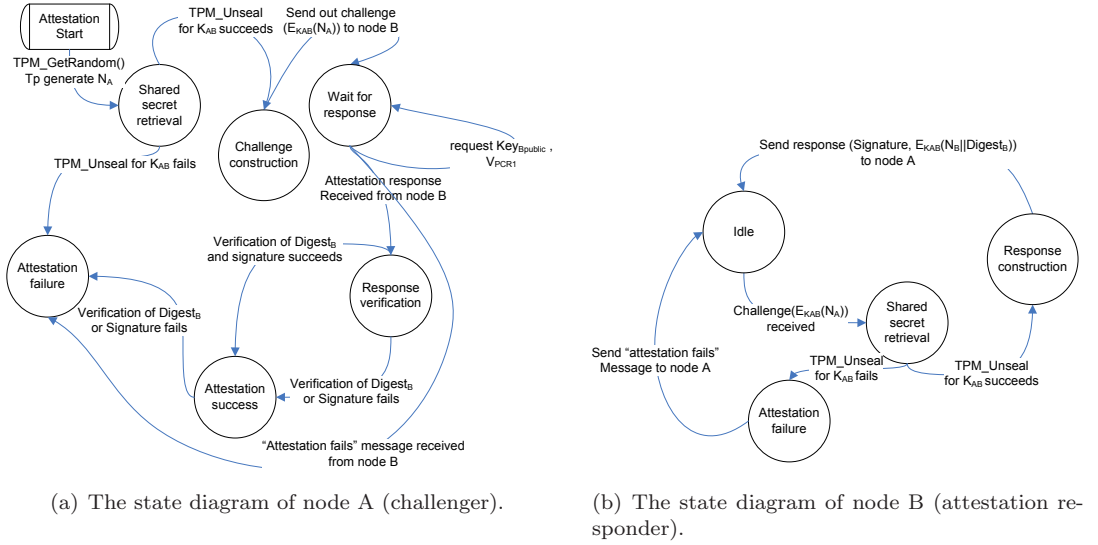 Attestation
Start
TPM_GetRandom()
Tp generate NA
TPM_Unseal
for KAB succeeds
Send out challenge
(EKAB(NA)) to node B
Shared
secret
retrieval
Challenge
construction
Wait for
response
request KeyBpublic ,
VPCR1
TPM_Unseal for KAB fails
Attestation response
Received from node B
Attestation
failure
Verification of DigestB
and signature succeeds
Response
verification
Verification of DigestB
or Signature fails
Attestation
success
Verification of DigestB
or Signature fails
“Attestation fails” message received
from node B
(a) The state diagram of node A (challenger).
Send response (Signature, EKAB(NB||DigestB))
to node A
Idle
Response
construction
Challenge(EKAB(NA))
received
Shared
secret
retrieval
Send “attestation fails”
Message to node A
TPM_Unseal
for KAB fails
TPM_Unseal
for KAB succeeds
Attestation
failure
(b) The state diagram of node B (attestation re-
sponder).